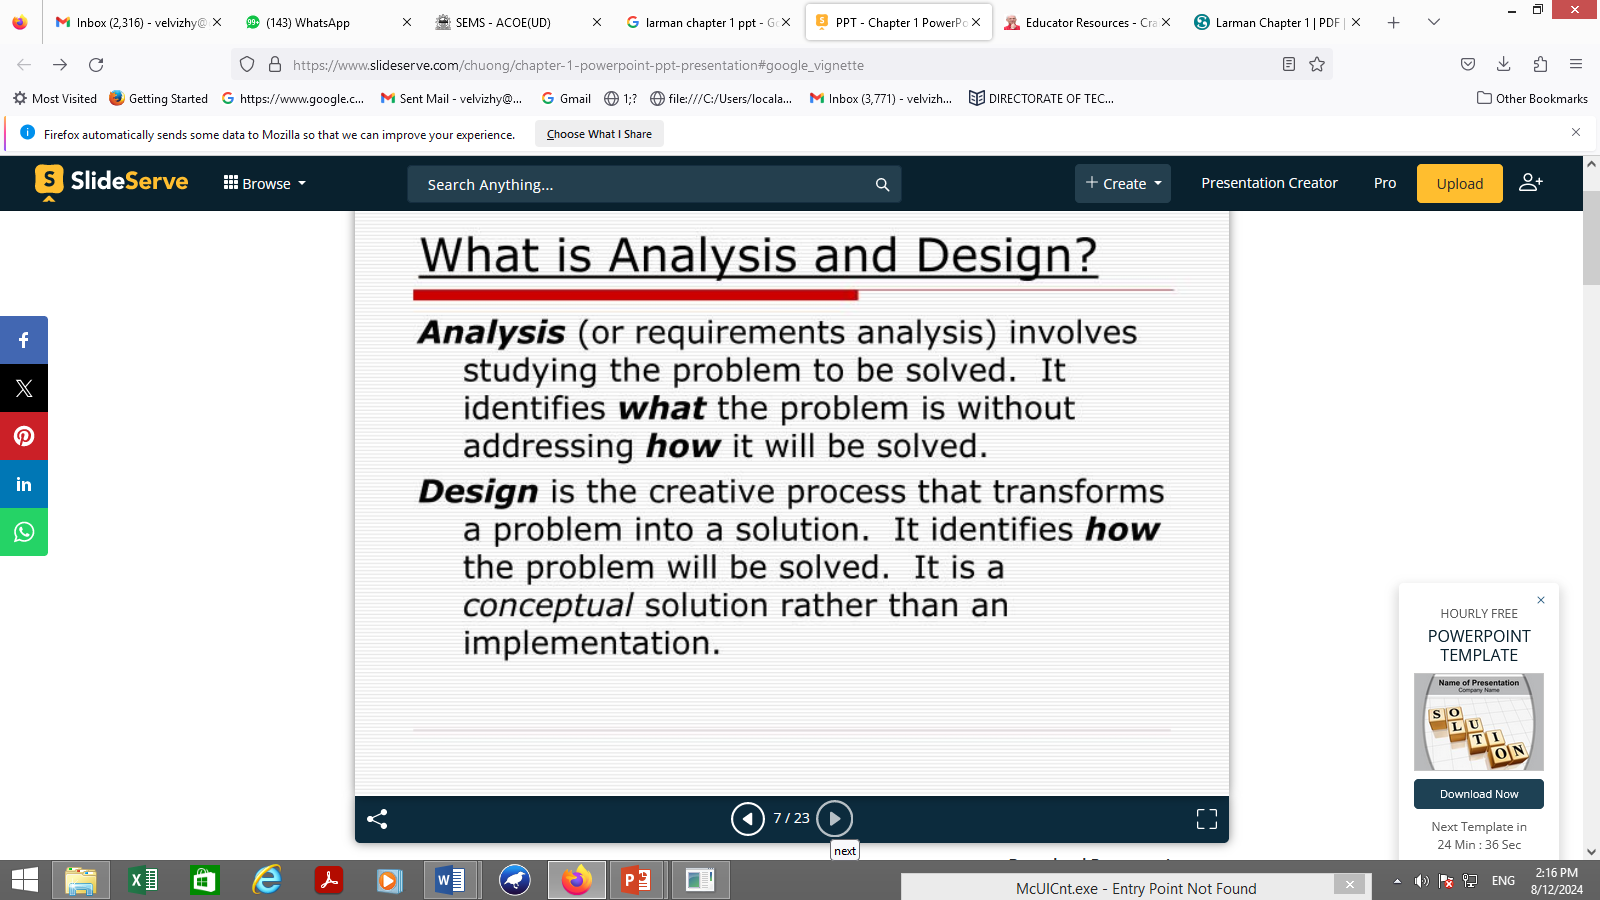 Inbox (2,316) - velvizhy@
(143) WhatsApp
SEMS - ACOE(UD)
larman chapter 1 ppt - Go
PPT - Chapter 1 PowerPo
Educator Resources - Cra
Larman Chapter 1 | PDF |
https://www.slideserve.com/chuong/chapter-1-powerpoint-ppt-presentation#google_vignette
Most Visited
Getting Started
https://www.google.c...
Sent Mail - velvizhy@...
Gmail
1;?
file:///C:/Users/locala...
Inbox (3,771) - velvizh...
DIRECTORATE OF TEC...
Other Bookmarks
Firefox automatically sends some data to Mozilla so that we can improve your experience.
Choose What I Share
SlideServe
Browse
Search Anything...
Create
Presentation Creator
Pro
Upload
What is Analysis and Design?
Analysis (or requirements analysis) involves
studying the problem to be solved. It
identifies what the problem is without
addressing how it will be solved.
Design is the creative process that transforms
a problem into a solution. It identifies how
the problem will be solved. It is a
conceptual solution rather than an
implementation.
7 / 23
next
HOURLY FREE
POWERPOINT
TEMPLATE
Name of Presentation
Company Name
SOLUTION
Download Now
Next Template in
24 Min : 36 Sec
McUICnt.exe - Entry Point Not Found
ENG
2:16 PM
8/12/2024